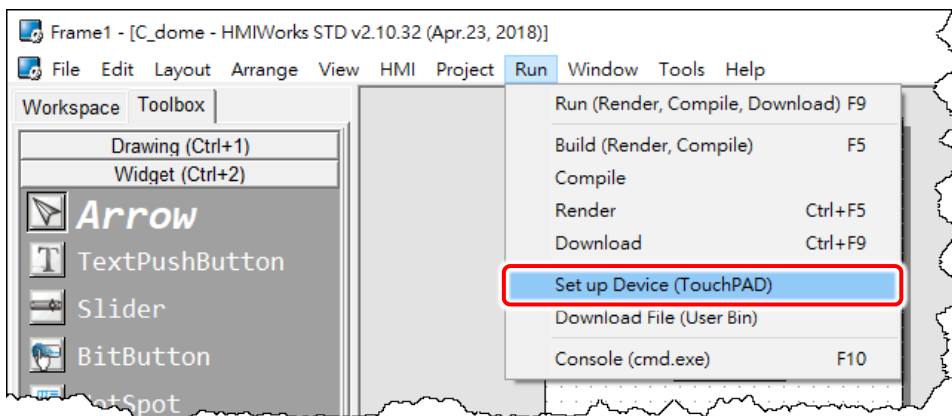 Frame1 - [C_dome - HMIWorks STD v2.10.32 (Apr.23, 2018)]
File Edit Layout Arrange View HMI Project Run Window Tools Help
Workspace Toolbox
Drawing (Ctrl+1)
Widget (Ctrl+2)
Arrow
TextPushButton
Slider
BitButton
HotSpot
Run (Render, Compile, Download) F9
Build (Render, Compile) F5
Compile
Render Ctrl+F5
Download Ctrl+F9
Set up Device (TouchPAD)
Download File (User Bin)
Console (cmd.exe) F10